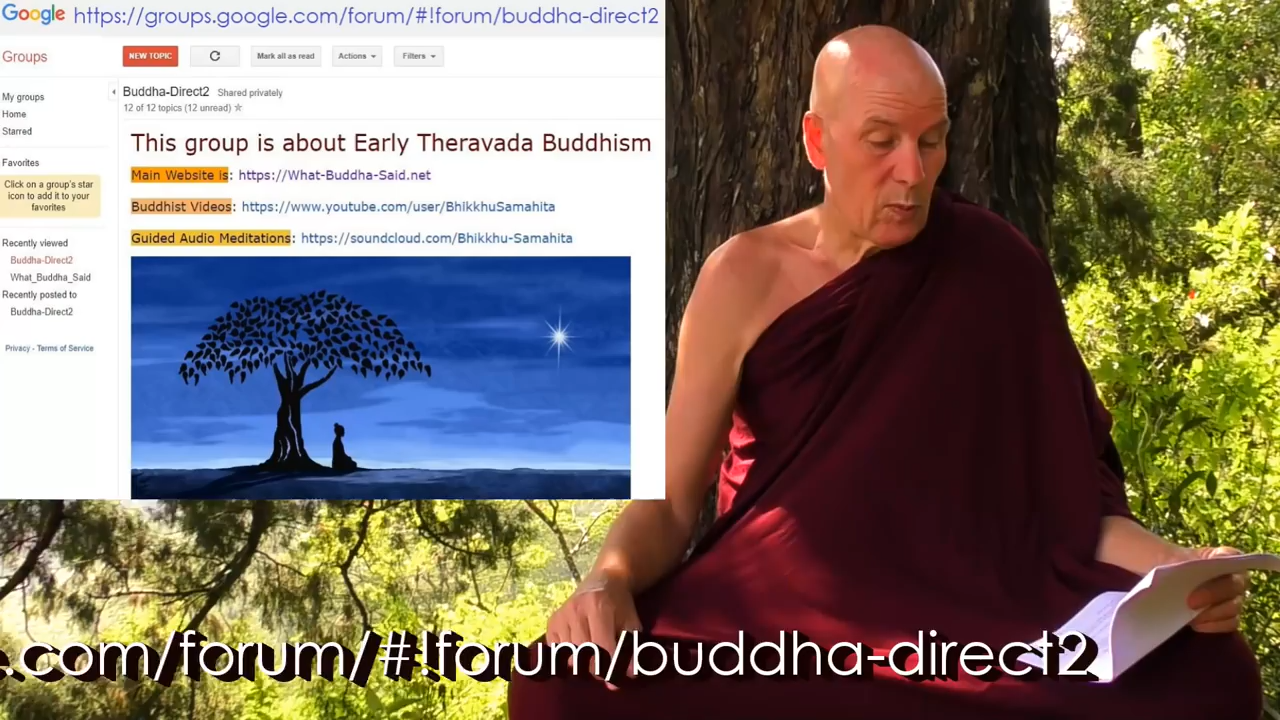 Google https://groups.google.com/forum/#!forum/buddha-direct2
Groups
NEW TOPIC
Mark all as read
Actions
Filters
My groups
Home
Starred
Favorites
Click on a group's star
icon to add it to your
favorites
Recently viewed
Buddha-Direct2
What_Buddha_Said
Recently posted to
Buddha-Direct2
Privacy - Terms of Service
Buddha-Direct2 Shared privately
12 of 12 topics (12 unread)
This group is about Early Theravada Buddhism
Main Website is: https://What-Buddha-Said.net
Buddhist Videos: https://www.youtube.com/user/BhikkhuSamahita
Guided Audio Meditations: https://soundcloud.com/Bhikkhu-Samahita
.com/forum/#!forum/buddha-direct2